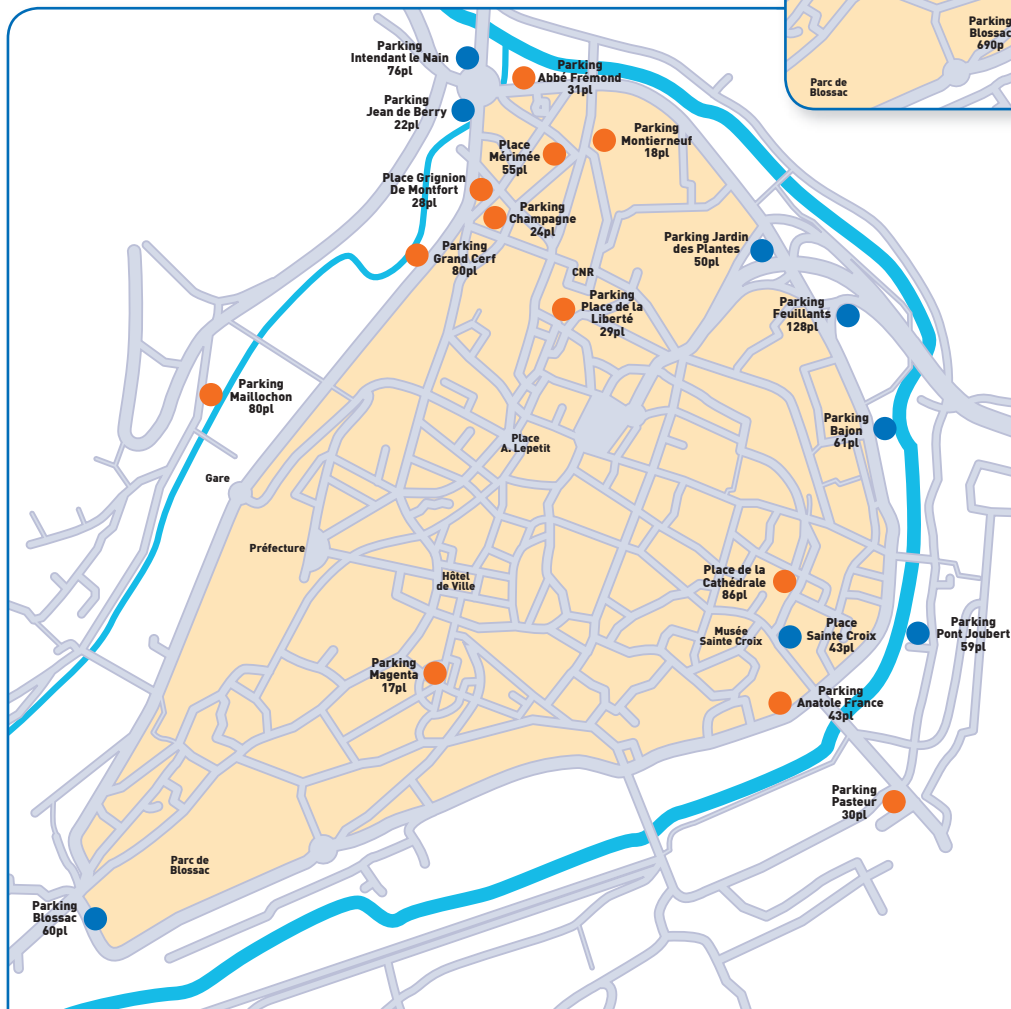 Parking
Blossac
690p
Parc de
Blossac
Parking
Intendant le Nain
76pl
Parking
Abbé Frémond
31pl
Parking
Jean de Berry
22pl
Parking
Montierneuf
18pl
Place
Mérimée
55pl
Place Grignion
De Montfort
28pl
Parking
Champagne
24pl
Parking
Grand Cerf
80pl
Parking Jardin
des Plantes
50pl
CNR
Parking
Place de la
Liberté
29pl
Parking
Feuillants
128pl
Parking
Maillochon
80pl
Parking
Bajon
61pl
Place
A. Lepetit
Gare
Préfecture
Hôtel
de Ville
Place de la
Cathédrale
86pl
Musée
Sainte Croix
Place
Sainte Croix
43pl
Parking
Pont Joubert
59pl
Parking
Magenta
17pl
Parking
Anatole France
43pl
Parking
Pasteur
30pl
Parc de
Blossac
Parking
Blossac
60pl